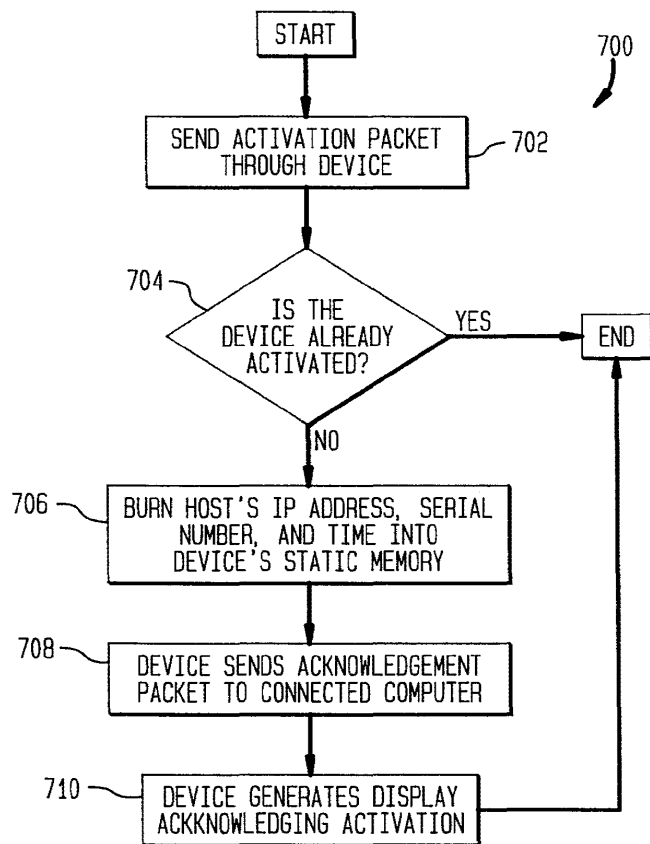 START
700
SEND ACTIVATION PACKET
THROUGH DEVICE
702
704
IS THE
DEVICE ALREADY
ACTIVATED?
YES
END
NO
706
BURN HOST'S IP ADDRESS, SERIAL
NUMBER, AND TIME INTO
DEVICE'S STATIC MEMORY
708
DEVICE SENDS ACKNOWLEDGEMENT
PACKET TO CONNECTED COMPUTER
710
DEVICE GENERATES DISPLAY
ACKKNOWLEDGING ACTIVATION